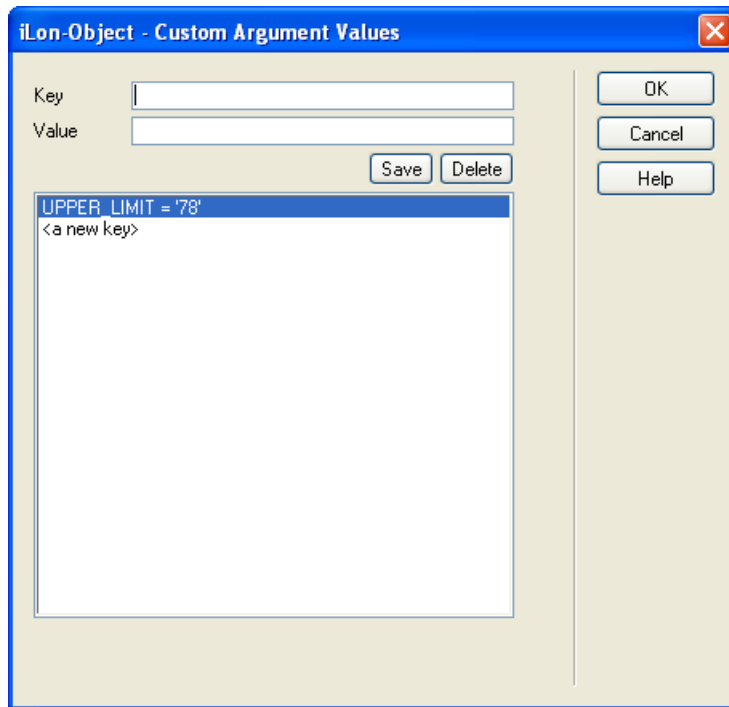 iLon-Object - Custom Argument Values
Key
Value
Save Delete
UPPER_LIMIT = '78'
<a new key>
OK
Cancel
Help